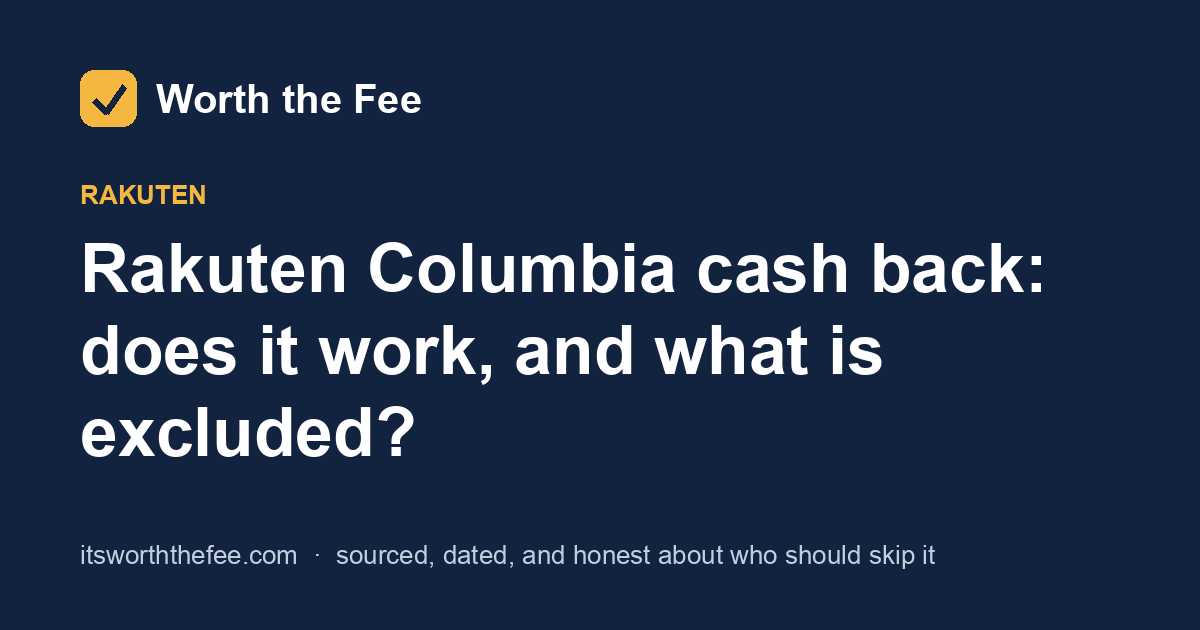 Worth the Fee
RAKUTEN
Rakuten Columbia cash back:
does it work, and what is
excluded?
itsworththefee.com · sourced, dated, and honest about who should skip it